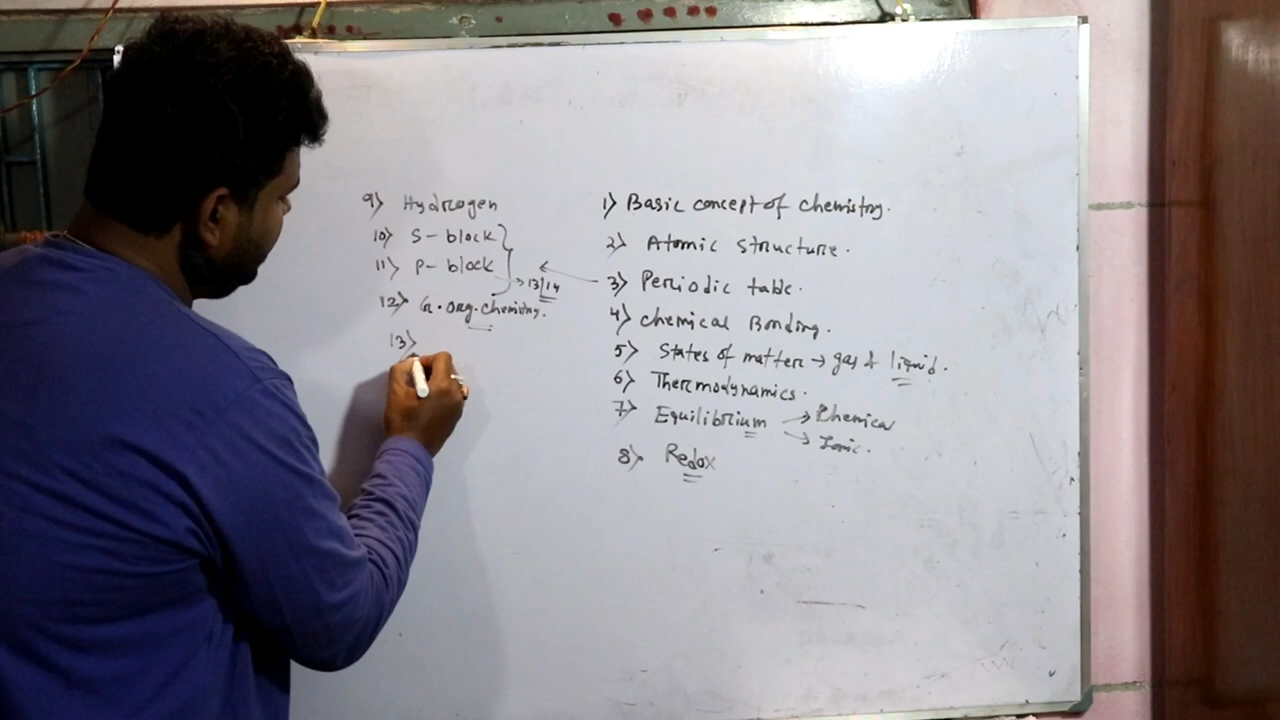 1) Basic concept of chemistry.
2) Atomic structure.
3) Periodic table.
4) Chemical Bonding.
5) States of matter → gas & liquid.
6) Thermodynamics.
7) Equilibrium → Chemical
→ Ionic.
8) Redox
9) Hydrogen
10) S-block
11) P-block
→ 13/14
12) G. org. chemistry.
13)